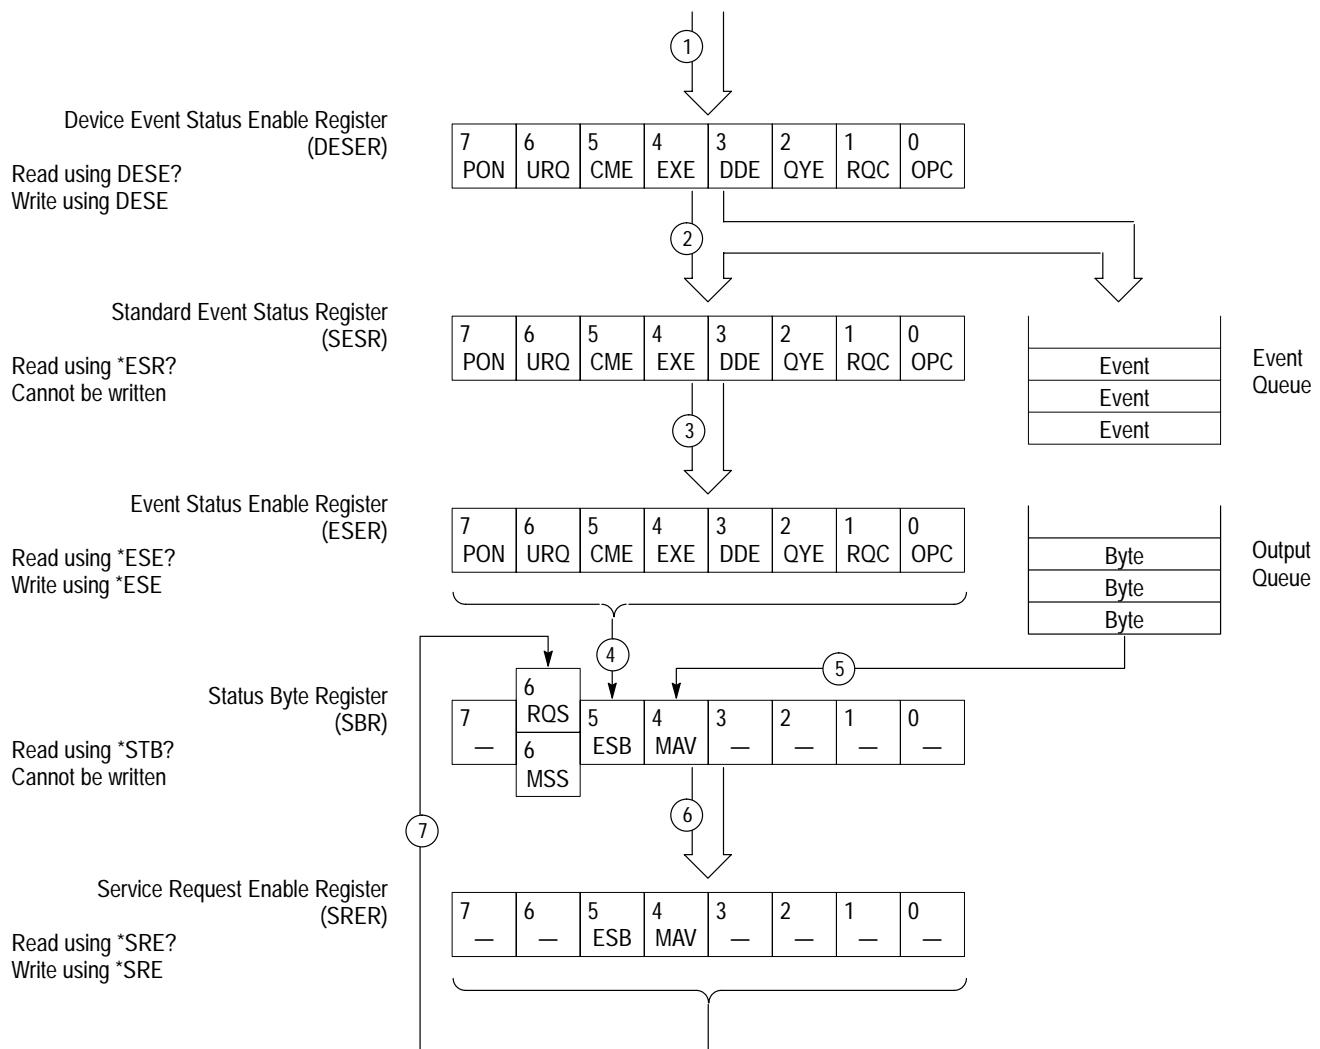 1
Device Event Status Enable Register
(DESER)
Read using DESE?
Write using DESE
7 6 5 4 3 2 1 0
PON URQ CME EXE DDE QYE RQC OPC
2
Standard Event Status Register
(SESR)
Read using *ESR?
Cannot be written
7 6 5 4 3 2 1 0
PON URQ CME EXE DDE QYE RQC OPC
Event
Event
Event
Event
Queue
3
Event Status Enable Register
(ESER)
Read using *ESE?
Write using *ESE
7 6 5 4 3 2 1 0
PON URQ CME EXE DDE QYE RQC OPC
Byte
Byte
Byte
Output
Queue
4
5
Status Byte Register
(SBR)
Read using *STB?
Cannot be written
6
RQS
7 5 4 3 2 1 0
— ESB MAV — — — —
6
MSS
6
7
Service Request Enable Register
(SRER)
Read using *SRE?
Write using *SRE
7 6 5 4 3 2 1 0
— — ESB MAV — — — —